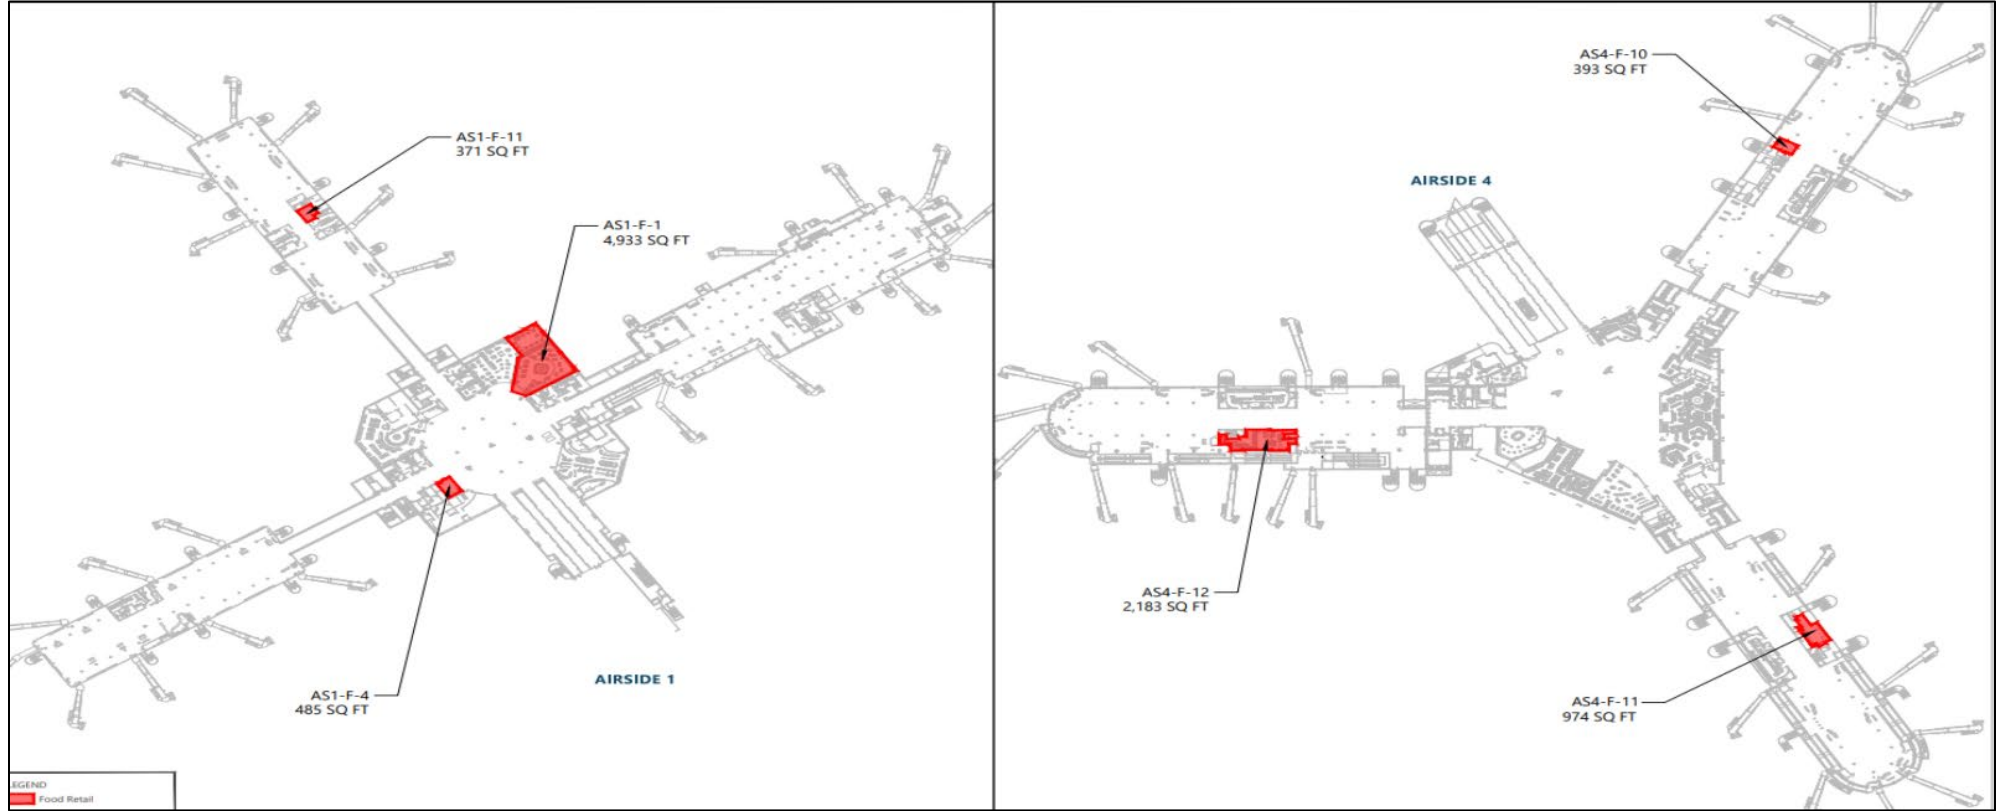 AS1-F-11
371 SQ FT
AS1-F-1
4,933 SQ FT
AS1-F-4
485 SQ FT
AIRSIDE 1
LEGEND
Food Retail
AS4-F-10
393 SQ FT
AIRSIDE 4
AS4-F-12
2,183 SQ FT
AS4-F-11
974 SQ FT